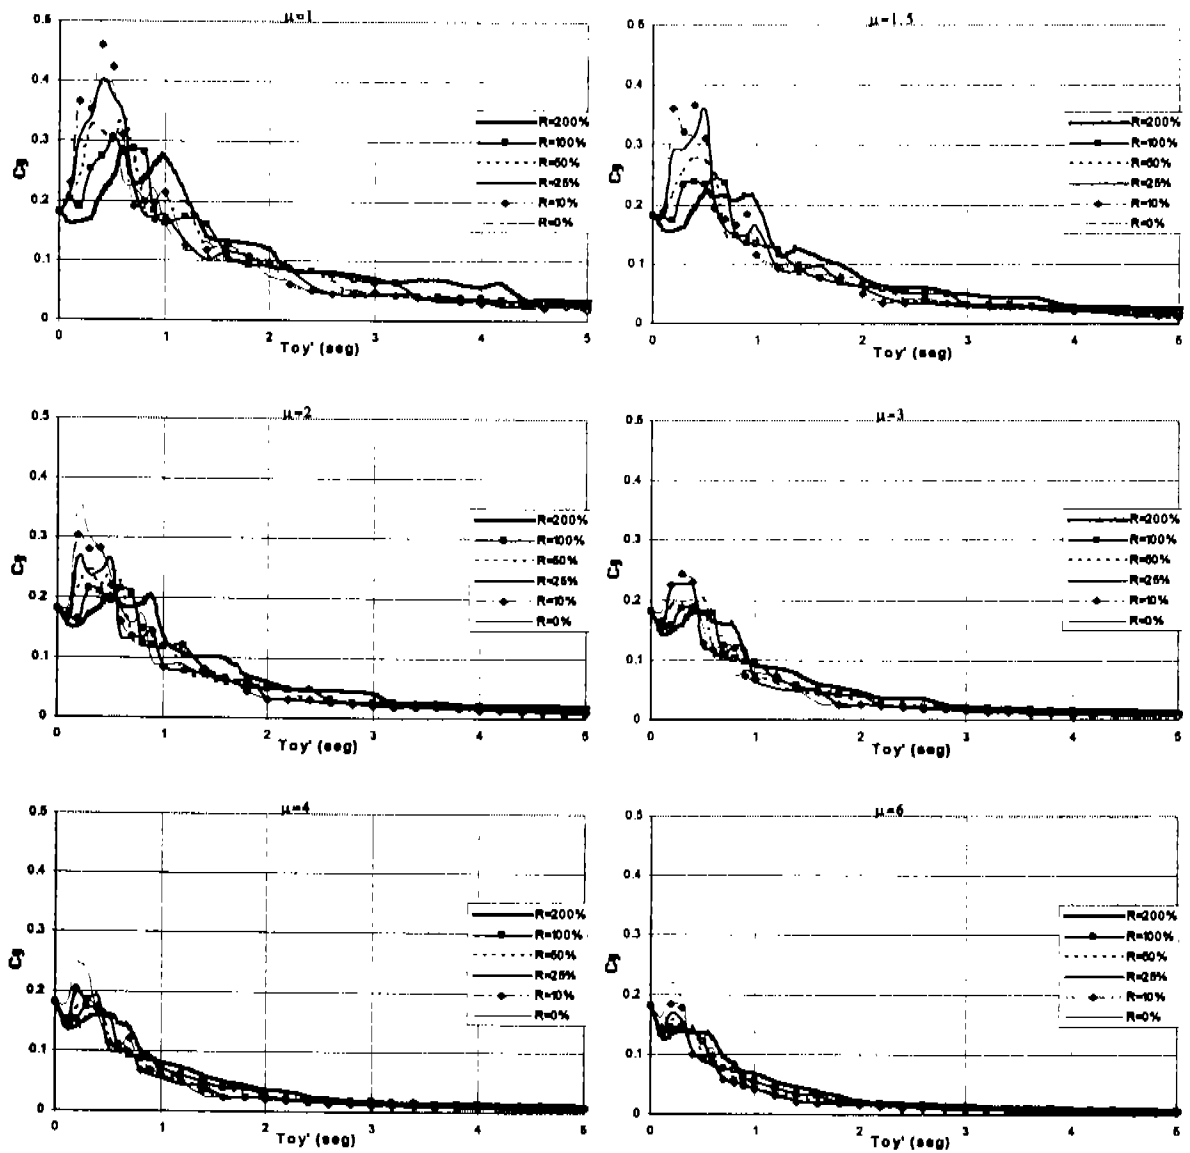 μ=1
0.5
0.4
0.3
0.2
0.1
0
Cy
R=200%
R=100%
R=50%
R=25%
R=10%
R=0%
0 1 2 3 4 5
Toy' (seg)
μ=1.5
0.5
0.4
0.3
0.2
0.1
0
Cy
R=200%
R=100%
R=50%
R=25%
R=10%
R=0%
0 1 2 3 4 5
Toy' (seg)
μ=2
0.5
0.4
0.3
0.2
0.1
0
Cy
R=200%
R=100%
R=50%
R=25%
R=10%
R=0%
0 1 2 3 4 5
Toy' (seg)
μ=3
0.5
0.4
0.3
0.2
0.1
0
Cy
R=200%
R=100%
R=50%
R=25%
R=10%
R=0%
0 1 2 3 4 5
Toy' (seg)
μ=4
0.5
0.4
0.3
0.2
0.1
0
Cy
R=200%
R=100%
R=50%
R=25%
R=10%
R=0%
0 1 2 3 4 5
Toy' (seg)
μ=6
0.5
0.4
0.3
0.2
0.1
0
Cy
R=200%
R=100%
R=50%
R=25%
R=10%
R=0%
0 1 2 3 4 5
Toy' (seg)